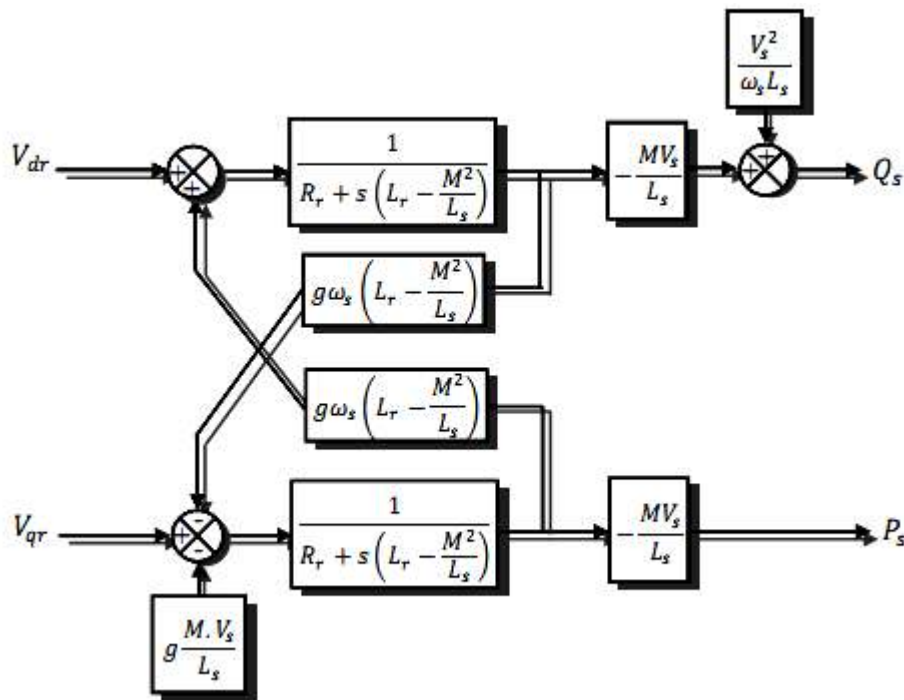 V_s²/(ω_s L_s)
V_dr
+
+
1/(R_r + s(L_r − M²/L_s))
−MV_s/L_s
+
+
Q_s
gω_s(L_r − M²/L_s)
gω_s(L_r − M²/L_s)
V_qr
+
-
-
1/(R_r + s(L_r − M²/L_s))
−MV_s/L_s
P_s
g M.V_s/L_s